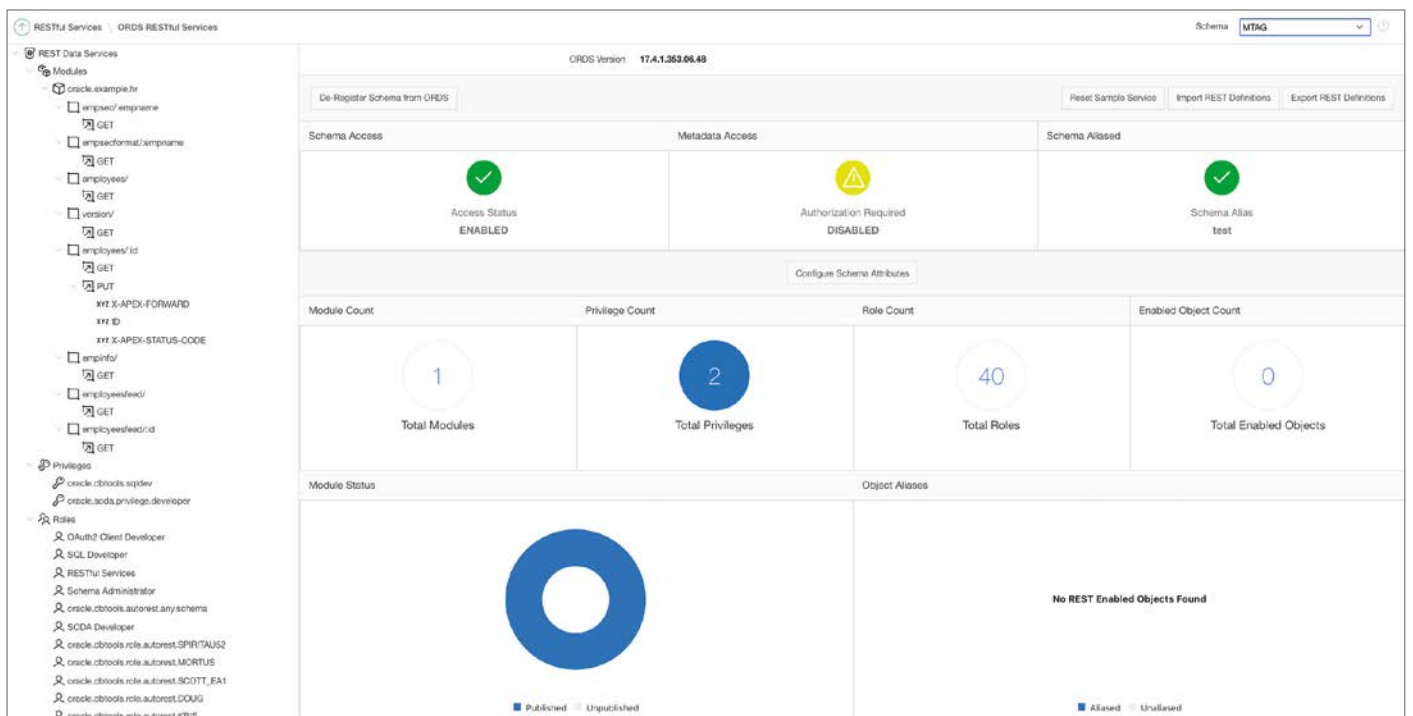 RESTful Services \ ORDS RESTful Services
Schema MTAG
REST Data Services
Modules
oracle.example.hr
empsec/:empname
GET
empsecformat/:empname
GET
employees/
GET
version/
GET
employees/:id
GET
PUT
XYZ X-APEX-FORWARD
XYZ ID
XYZ X-APEX-STATUS-CODE
empinfo/
GET
employeesfeed/
GET
employeesfeed/:id
GET
Privileges
oracle.dbtools.sqldev
oracle.soda.privilege.developer
Roles
OAuth2 Client Developer
SQL Developer
RESTful Services
Schema Administrator
oracle.dbtools.autorest.any.schema
SODA Developer
oracle.dbtools.role.autorest.SPIRITAU52
oracle.dbtools.role.autorest.MORTUS
oracle.dbtools.role.autorest.SCOTT_EA1
oracle.dbtools.role.autorest.DOUG
ORDS Version 17.4.1.353.06.48
De-Register Schema from ORDS
Reset Sample Service
Import REST Definitions
Export REST Definitions
Schema Access
Metadata Access
Schema Aliased
Access Status
ENABLED
Authorization Required
DISABLED
Schema Alias
test
Configure Schema Attributes
Module Count
Privilege Count
Role Count
Enabled Object Count
1
Total Modules
2
Total Privileges
40
Total Roles
0
Total Enabled Objects
Module Status
Object Aliases
No REST Enabled Objects Found
Published Unpublished
Aliased Unaliased